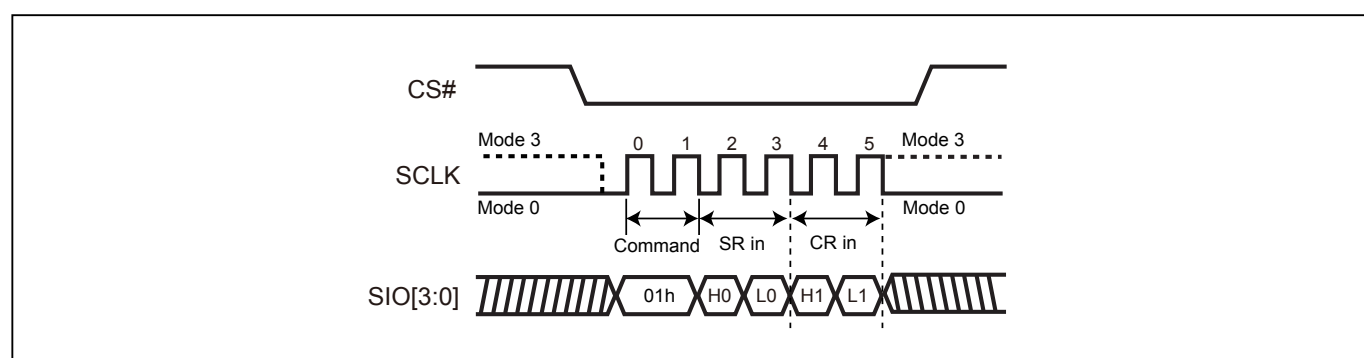 CS#
Mode 3
0 1 2 3 4 5
Mode 3
SCLK
Mode 0
Mode 0
Command
SR in
CR in
SIO[3:0]
01h
H0
L0
H1
L1